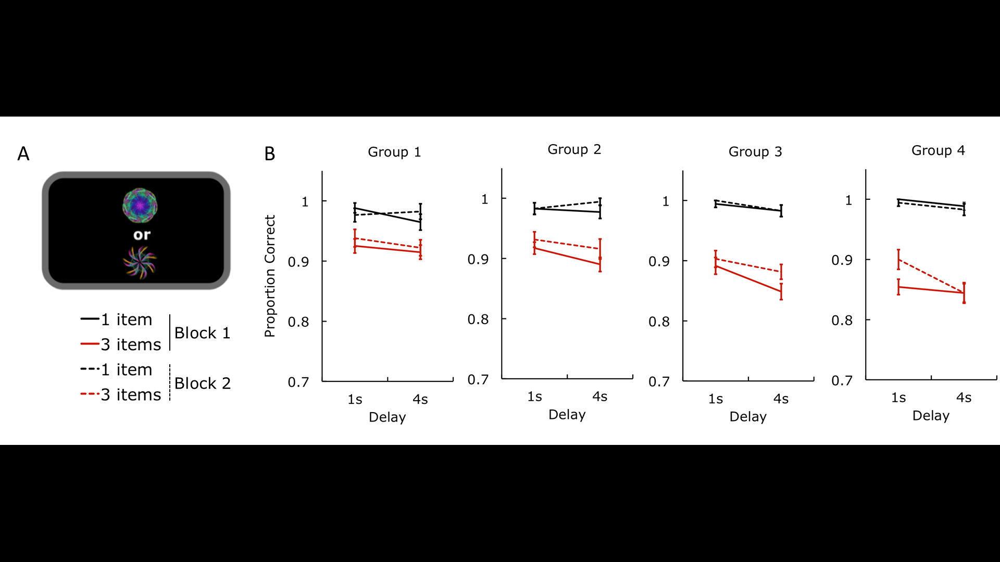 A
or
1 item
3 items
Block 1
1 item
3 items
Block 2
B
Proportion Correct
Group 1
1
0.9
0.8
0.7
1s 4s
Delay
Group 2
1
0.9
0.8
0.7
1s 4s
Delay
Group 3
1
0.9
0.8
0.7
1s 4s
Delay
Group 4
1
0.9
0.8
0.7
1s 4s
Delay